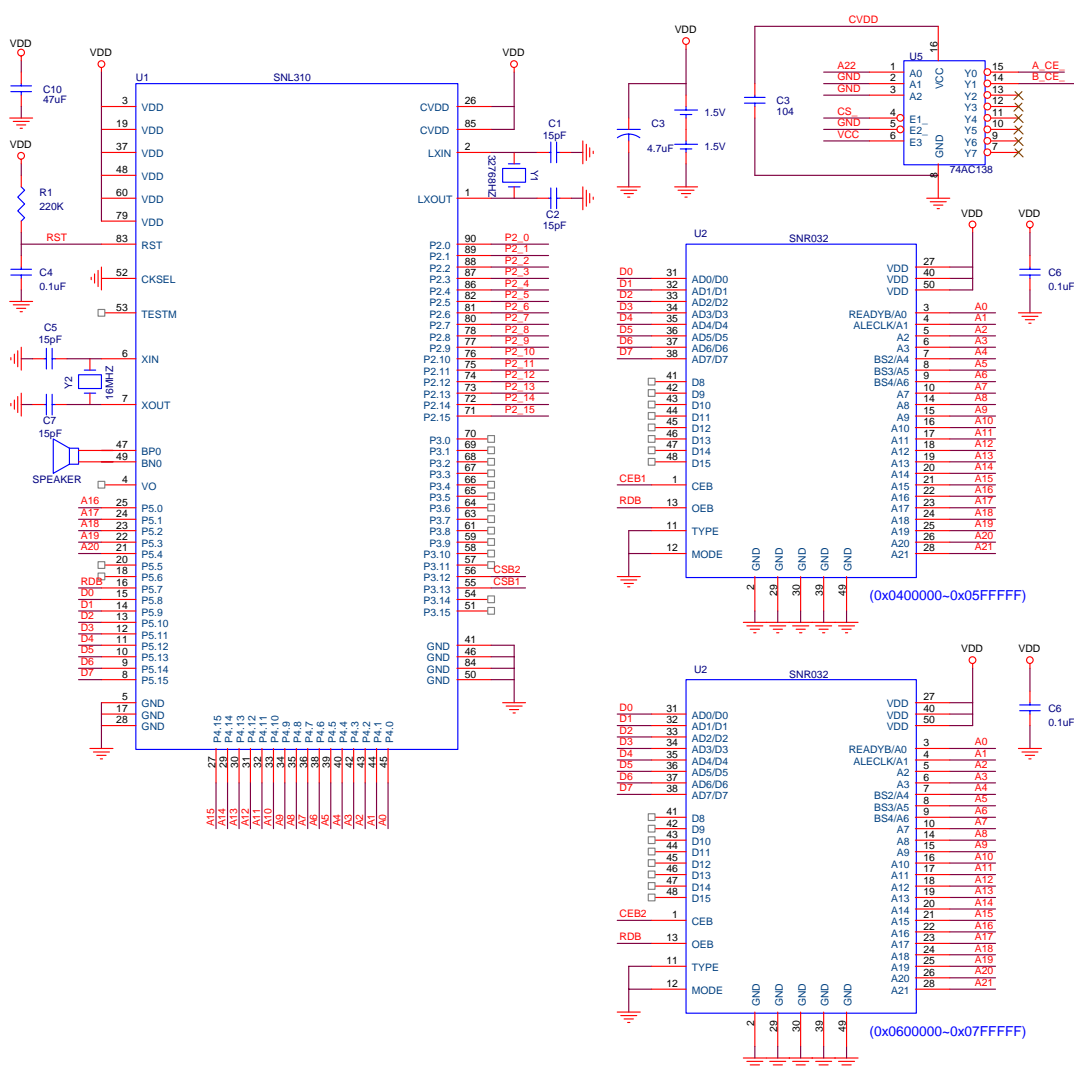 VDD
C10
47uF
VDD
R1
220K
RST
C4
0.1uF
VDD
U1
SNL310
3 VDD
19 VDD
37 VDD
48 VDD
60 VDD
79 VDD
83 RST
52 CKSEL
53 TESTM
C5
15pF
6 XIN
Y2
16MHZ
7 XOUT
C7
15pF
47 BP0
49 BN0
SPEAKER
4 VO
A16 25 P5.0
A17 24 P5.1
A18 23 P5.2
A19 22 P5.3
A20 21 P5.4
20 P5.5
18 P5.6
RDB 16 P5.7
D0 15 P5.8
D1 14 P5.9
D2 13 P5.10
D3 12 P5.11
D4 11 P5.12
D5 10 P5.13
D6 9 P5.14
D7 8 P5.15
5 GND
17 GND
28 GND
P4.15 27 A15
P4.14 29 A14
P4.13 30 A13
P4.12 31 A12
P4.11 32 A11
P4.10 33 A10
P4.9 34 A9
P4.8 35 A8
P4.7 36 A7
P4.6 38 A6
P4.5 39 A5
P4.4 40 A4
P4.3 42 A3
P4.2 43 A2
P4.1 44 A1
P4.0 45 A0
VDD
CVDD 26
CVDD 85
LXIN 2
C1
15pF
32768HZ
Y1
LXOUT 1
C2
15pF
P2.0 90 P2_0
P2.1 89 P2_1
P2.2 88 P2_2
P2.3 87 P2_3
P2.4 86 P2_4
P2.5 82 P2_5
P2.6 81 P2_6
P2.7 80 P2_7
P2.8 78 P2_8
P2.9 77 P2_9
P2.10 76 P2_10
P2.11 75 P2_11
P2.12 74 P2_12
P2.13 73 P2_13
P2.14 72 P2_14
P2.15 71 P2_15
P3.0 70
P3.1 69
P3.2 68
P3.3 67
P3.4 66
P3.5 65
P3.6 64
P3.7 63
P3.8 61
P3.9 59
P3.10 58
P3.11 57
P3.12 56 CSB2
P3.13 55 CSB1
P3.14 54
P3.15 51
GND 41
GND 46
GND 84
GND 50
VDD
C3
4.7uF
1.5V
1.5V
CVDD
C3
104
U5
16
VCC
A22 1 A0
GND 2 A1
GND 3 A2
CS_ 4 E1_
GND 5 E2_
VCC 6 E3
Y0 15 A_CE_
Y1 14 B_CE_
Y2 13
Y3 12
Y4 11
Y5 10
Y6 9
Y7 7
GND
8
74AC138
U2
SNR032
VDD
VDD 27
VDD 40
VDD 50
C6
0.1uF
D0 31 AD0/D0
D1 32 AD1/D1
D2 33 AD2/D2
D3 34 AD3/D3
D4 35 AD4/D4
D5 36 AD5/D5
D6 37 AD6/D6
D7 38 AD7/D7
41 D8
42 D9
43 D10
44 D11
45 D12
46 D13
47 D14
48 D15
CEB1 1 CEB
RDB 13 OEB
11 TYPE
12 MODE
READYB/A0 3 A0
ALECLK/A1 4 A1
A2 5 A2
A3 6 A3
BS2/A4 7 A4
BS3/A5 8 A5
BS4/A6 9 A6
A7 10 A7
A8 14 A8
A9 15 A9
A10 16 A10
A11 17 A11
A12 18 A12
A13 19 A13
A14 20 A14
A15 21 A15
A16 22 A16
A17 23 A17
A18 24 A18
A19 25 A19
A20 26 A20
A21 28 A21
GND 2
GND 29
GND 30
GND 39
GND 49
(0x0400000~0x05FFFFF)
U2
SNR032
VDD
VDD 27
VDD 40
VDD 50
C6
0.1uF
D0 31 AD0/D0
D1 32 AD1/D1
D2 33 AD2/D2
D3 34 AD3/D3
D4 35 AD4/D4
D5 36 AD5/D5
D6 37 AD6/D6
D7 38 AD7/D7
41 D8
42 D9
43 D10
44 D11
45 D12
46 D13
47 D14
48 D15
CEB2 1 CEB
RDB 13 OEB
11 TYPE
12 MODE
READYB/A0 3 A0
ALECLK/A1 4 A1
A2 5 A2
A3 6 A3
BS2/A4 7 A4
BS3/A5 8 A5
BS4/A6 9 A6
A7 10 A7
A8 14 A8
A9 15 A9
A10 16 A10
A11 17 A11
A12 18 A12
A13 19 A13
A14 20 A14
A15 21 A15
A16 22 A16
A17 23 A17
A18 24 A18
A19 25 A19
A20 26 A20
A21 28 A21
GND 2
GND 29
GND 30
GND 39
GND 49
(0x0600000~0x07FFFFF)